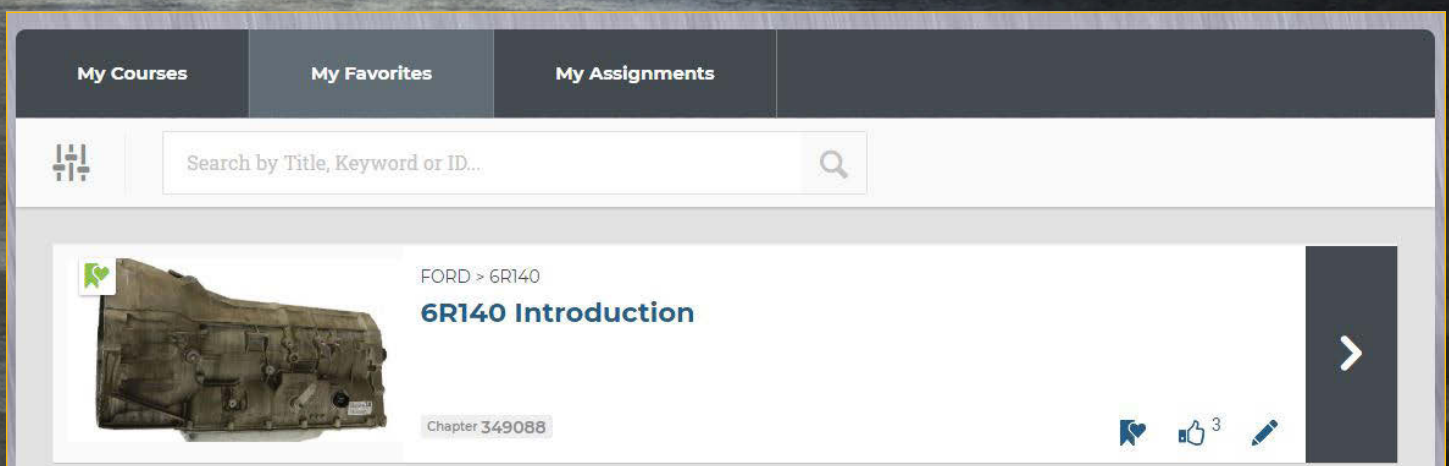 My Courses My Favorites My Assignments
Search by Title, Keyword or ID...
FORD > 6R140
6R140 Introduction
Chapter 349088
3